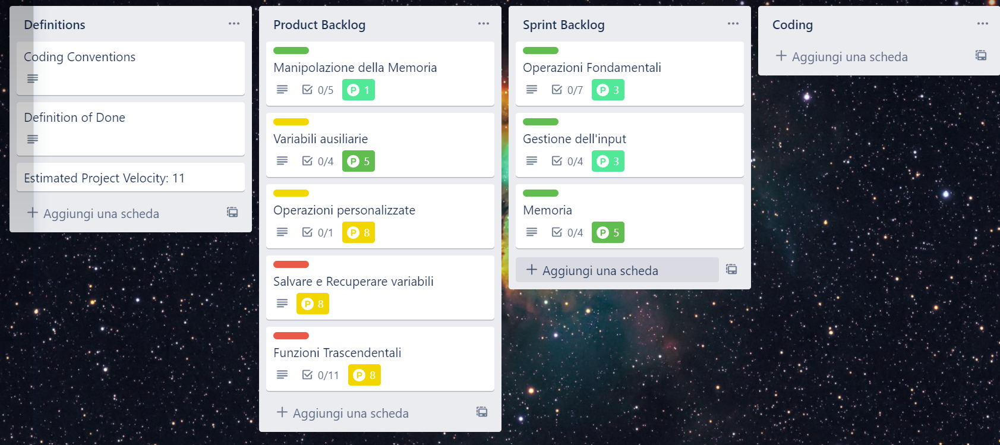 Definitions
Coding Conventions
Definition of Done
Estimated Project Velocity: 11
Aggiungi una scheda
Product Backlog
Manipolazione della Memoria
0/5 P 1
Variabili ausiliarie
0/4 P 5
Operazioni personalizzate
0/1 P 8
Salvare e Recuperare variabili
P 8
Funzioni Trascendentali
0/11 P 8
Aggiungi una scheda
Sprint Backlog
Operazioni Fondamentali
0/7 P 3
Gestione dell'input
0/4 P 3
Memoria
0/4 P 5
Aggiungi una scheda
Coding
Aggiungi una scheda